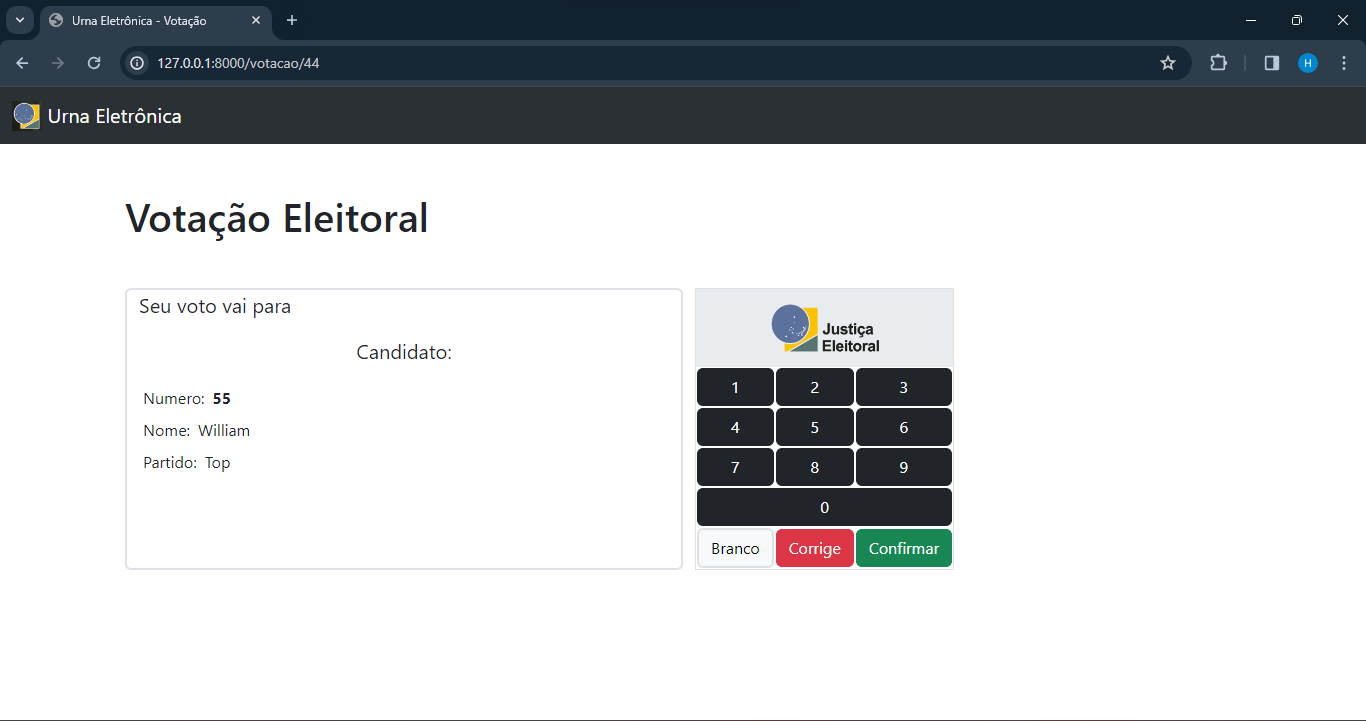 Urna Eletrônica - Votação
127.0.0.1:8000/votacao/44
H
Urna Eletrônica
Votação Eleitoral
Seu voto vai para
Candidato:
Numero: 55
Nome: William
Partido: Top
Justiça
Eleitoral
1 2 3
4 5 6
7 8 9
0
Branco Corrige Confirmar